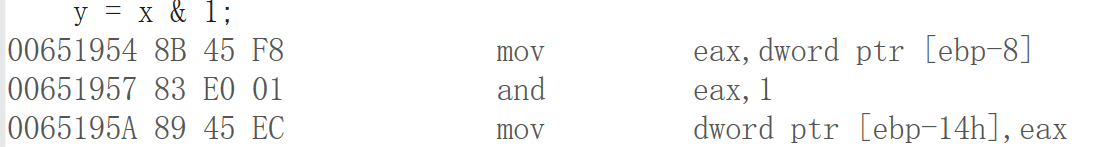 y = x & 1;
00651954 8B 45 F8 mov eax,dword ptr [ebp-8]
00651957 83 E0 01 and eax,1
0065195A 89 45 EC mov dword ptr [ebp-14h],eax